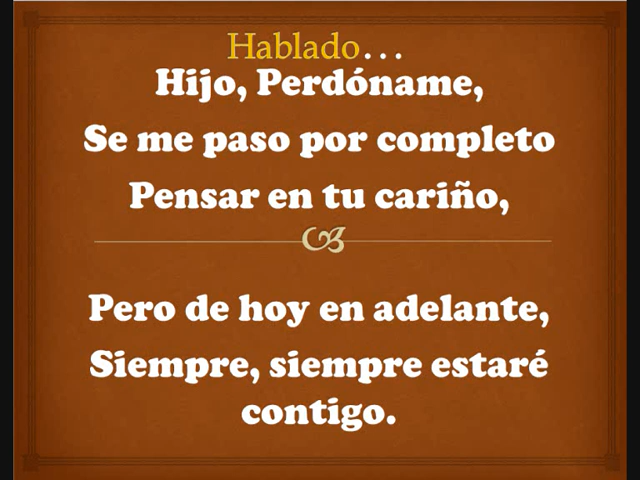 Hablado...
Hijo, Perdóname,
Se me paso por completo
Pensar en tu cariño,
Pero de hoy en adelante,
Siempre, siempre estaré
contigo.